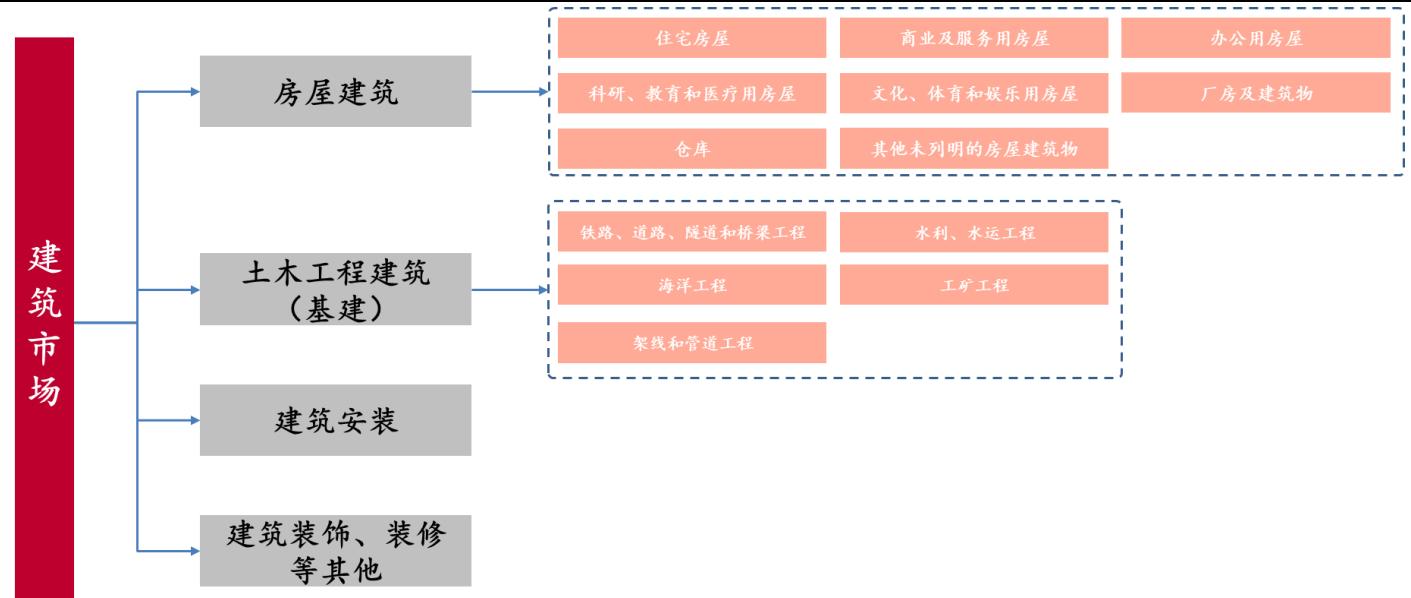 建筑市场
房屋建筑
住宅房屋
商业及服务用房屋
办公用房屋
科研、教育和医疗用房屋
文化、体育和娱乐用房屋
厂房及建筑物
仓库
其他未列明的房屋建筑物
土木工程建筑
（基建）
铁路、道路、隧道和桥梁工程
水利、水运工程
海洋工程
工矿工程
架线和管道工程
建筑安装
建筑装饰、装修
等其他